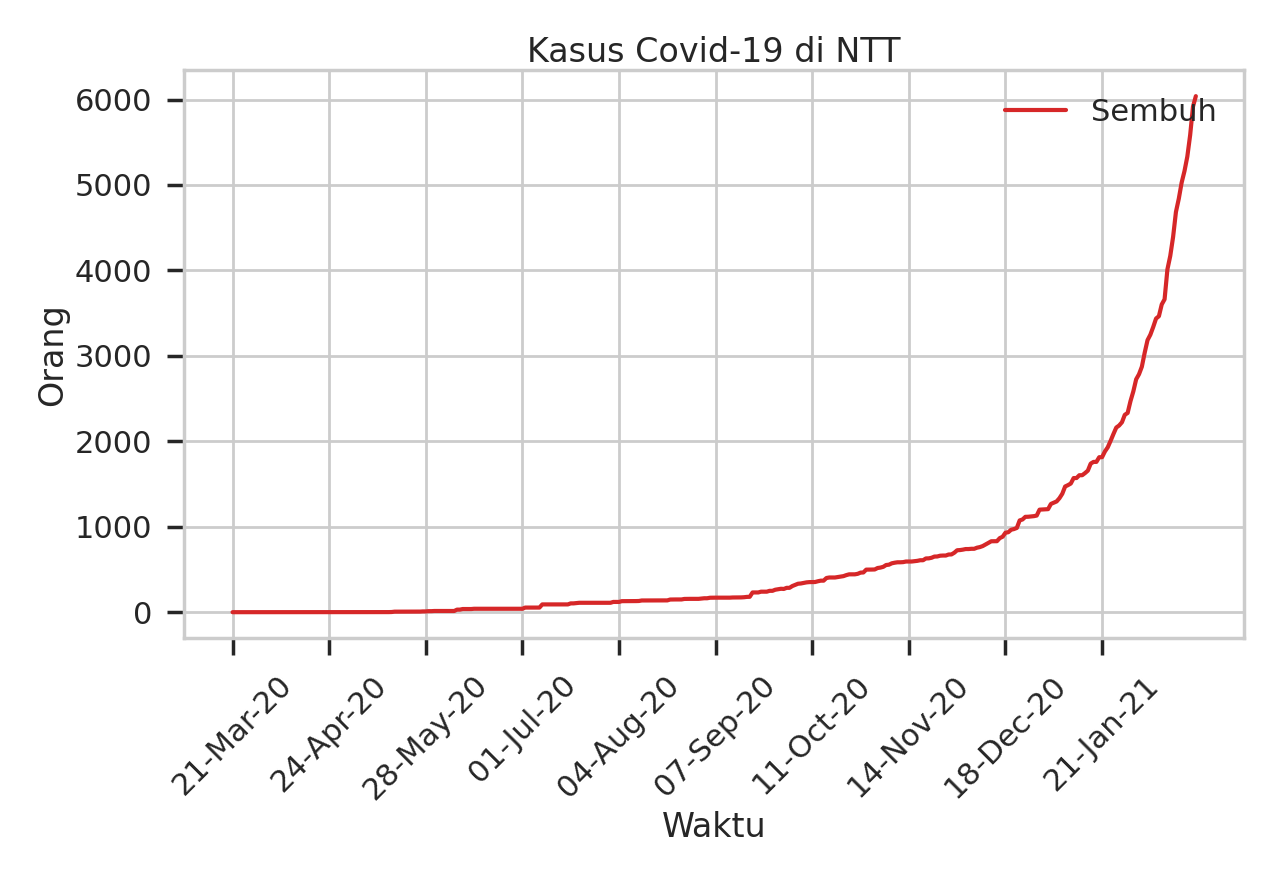 Kasus Covid-19 di NTT
Sembuh
6000
5000
4000
3000
2000
1000
0
Orang
21-Mar-20
24-Apr-20
28-May-20
01-Jul-20
04-Aug-20
07-Sep-20
11-Oct-20
14-Nov-20
18-Dec-20
21-Jan-21
Waktu